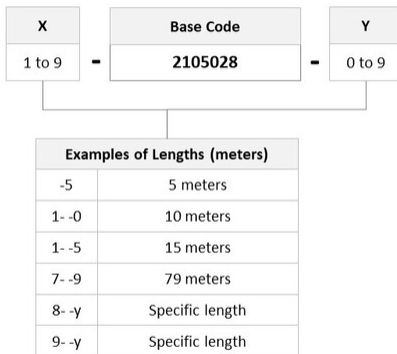 X Base Code Y
1 to 9 - 2105028 - 0 to 9
Examples of Lengths (meters)
-5 5 meters
1- -0 10 meters
1- -5 15 meters
7- -9 79 meters
8- -y Specific length
9- -y Specific length